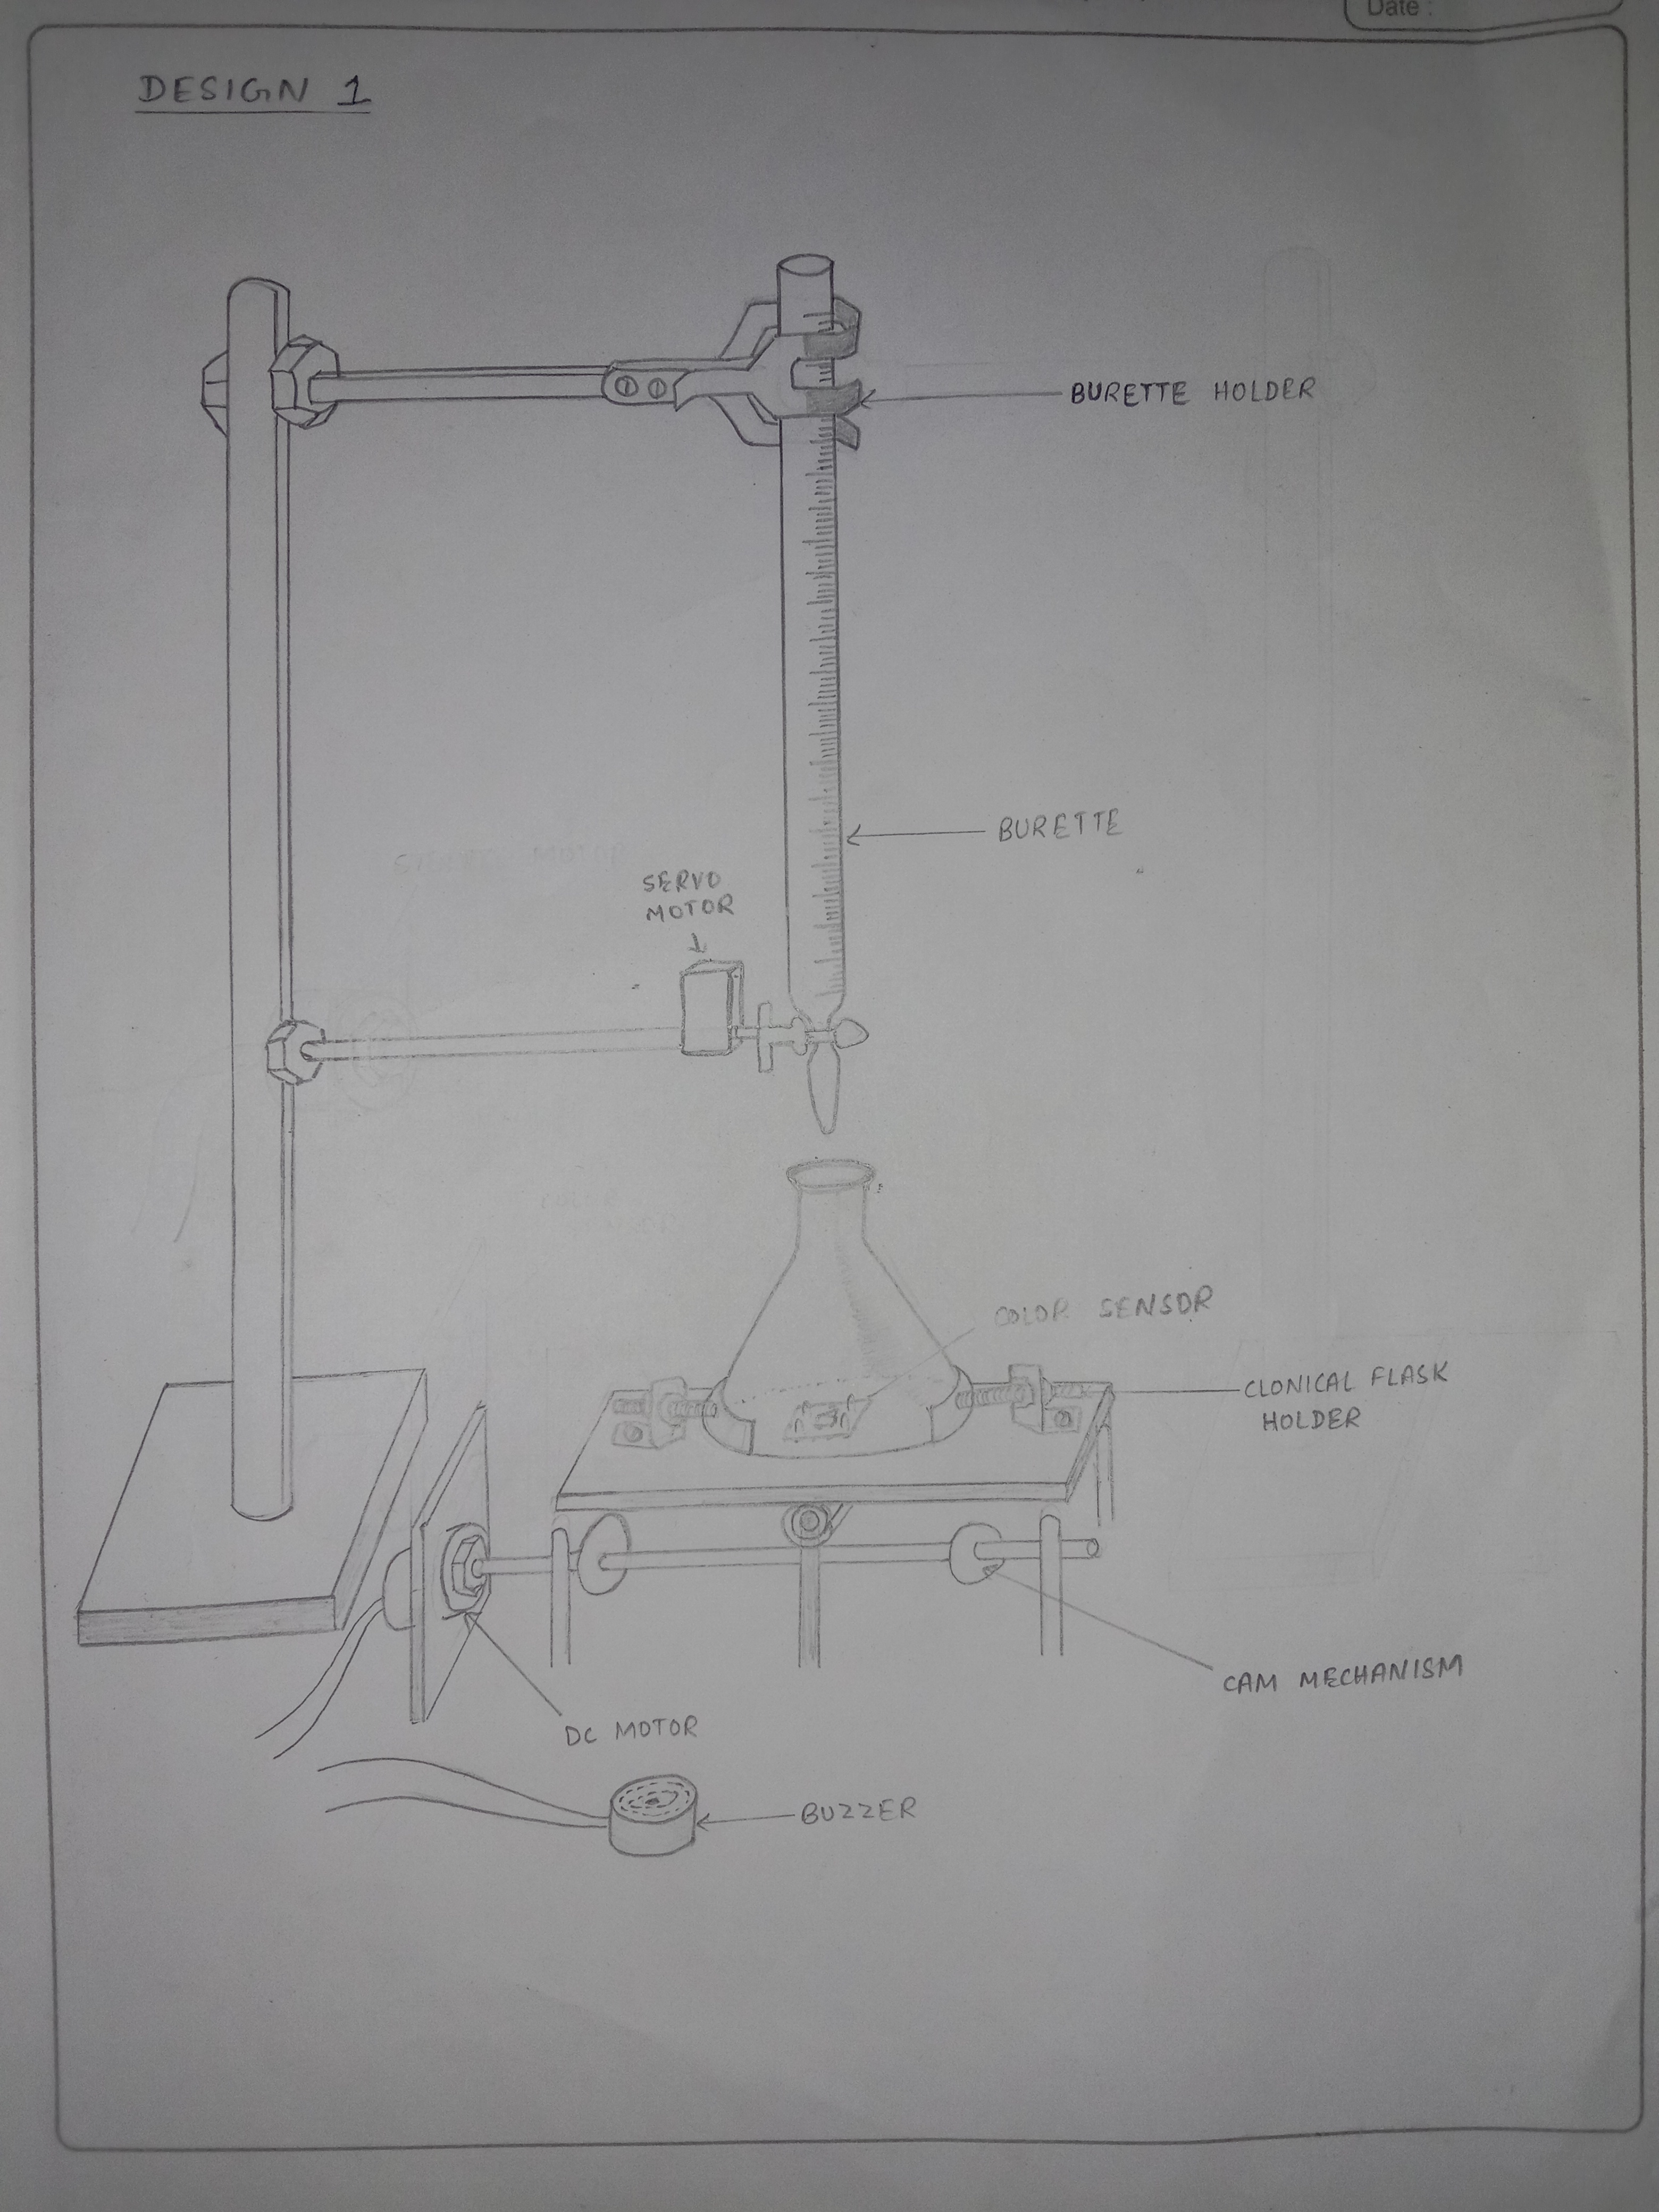 Date :
DESIGN 1
BURETTE HOLDER
BURETTE
SERVO
MOTOR
COLOR SENSOR
CLONICAL FLASK
HOLDER
CAM MECHANISM
DC MOTOR
BUZZER